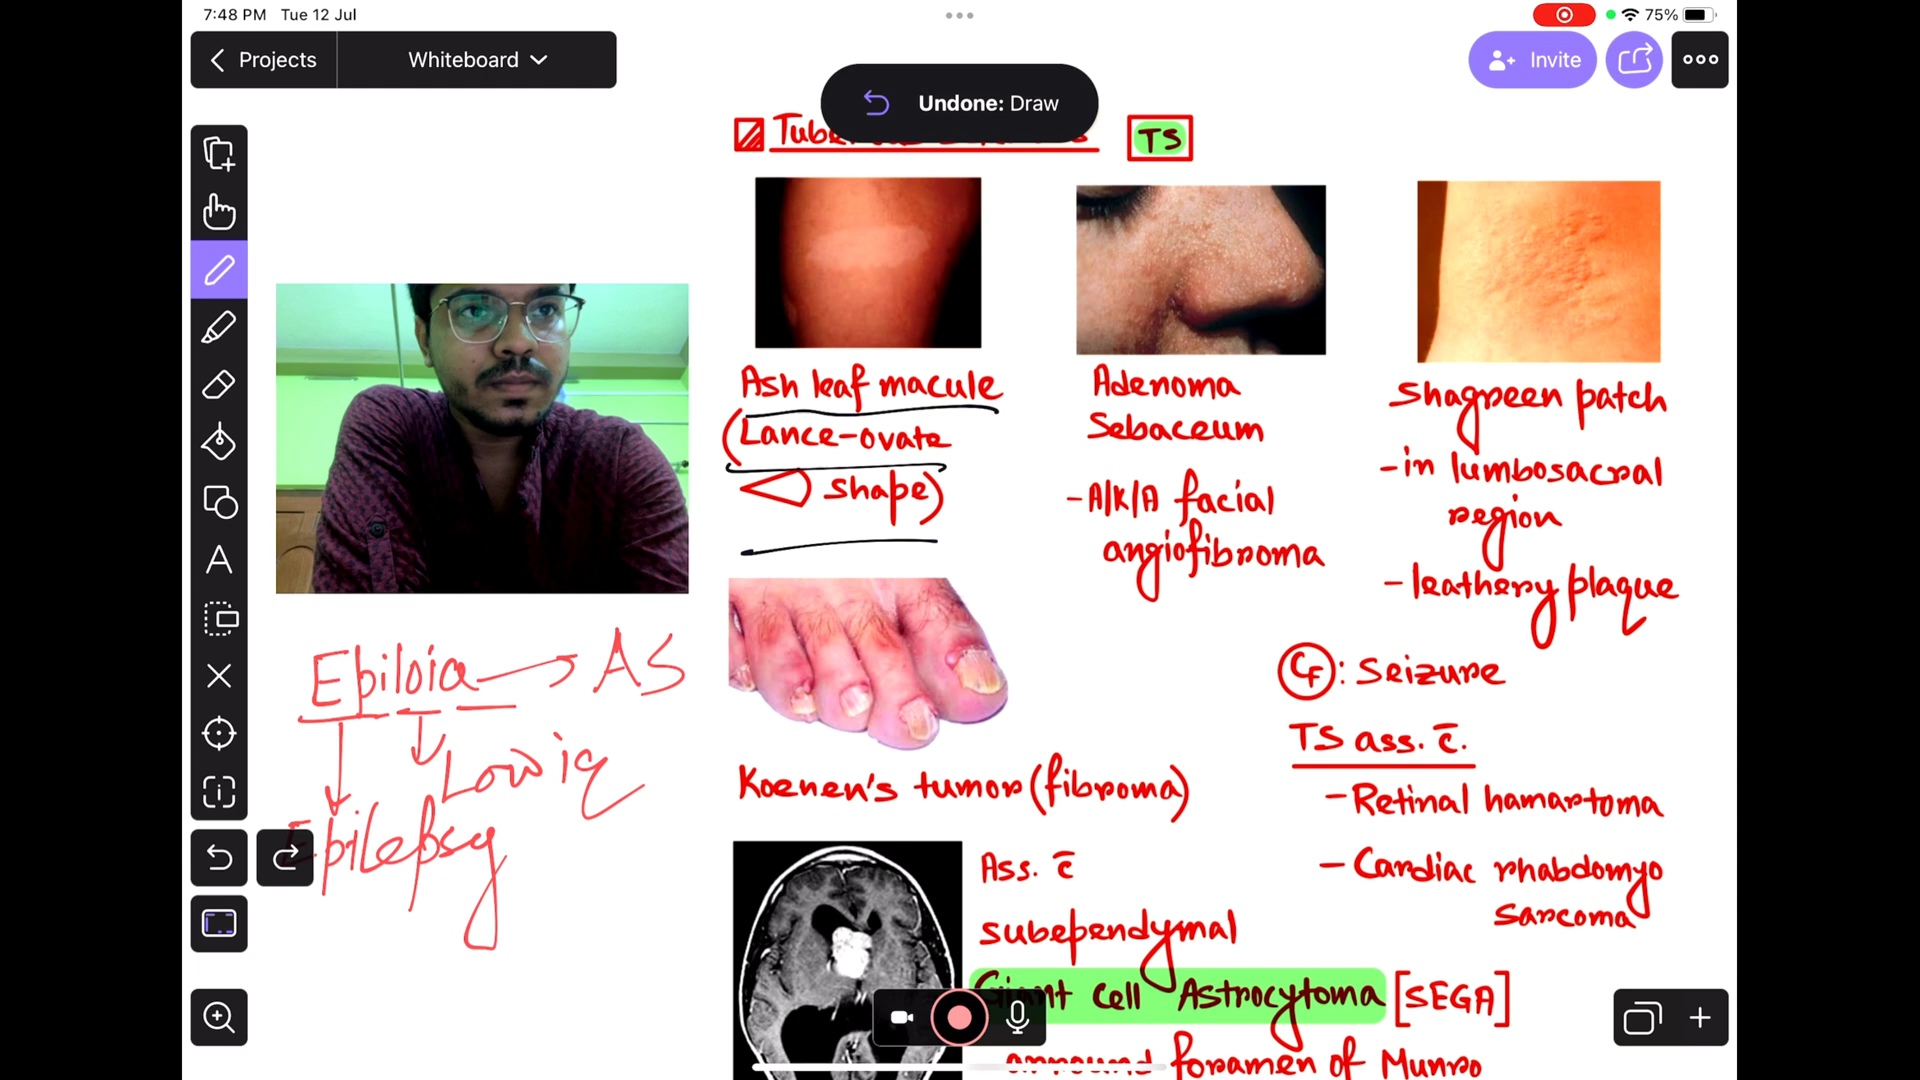 7:48 PM Tue 12 Jul
75%
Projects
Whiteboard
Invite
Undone: Draw
TS
Ash leaf macule
(Lance-ovate
shape)
Adenoma
Sebaceum
- A/K/A facial
angiofibroma
Shagreen patch
- in lumbosacral
region
- leathery plaque
Epiloia → AS
Low iq
Epilepsy
Koenen's tumor (fibroma)
CF : Seizure
TS ass. c̄.
- Retinal hamartoma
- Cardiac rhabdomyo
sarcoma
Ass. c̄
subependymal
Giant cell Astrocytoma [SEGA]
foramen of Munro